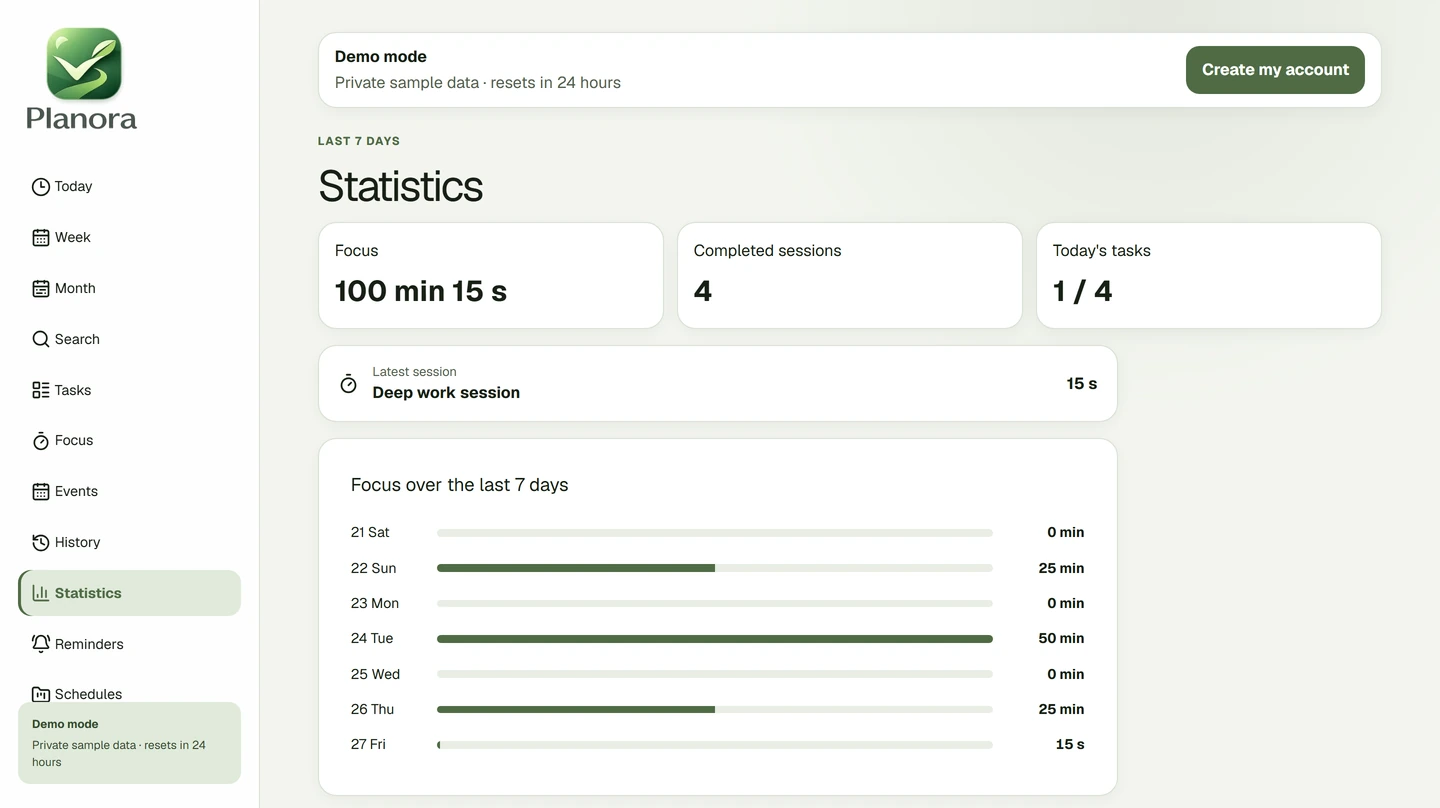 Planora
Today
Week
Month
Search
Tasks
Focus
Events
History
Statistics
Reminders
Schedules
Demo mode
Private sample data · resets in 24
hours
Demo mode
Private sample data · resets in 24 hours
Create my account
LAST 7 DAYS
Statistics
Focus
100 min 15 s
Completed sessions
4
Today's tasks
1 / 4
Latest session
Deep work session
15 s
Focus over the last 7 days
21 Sat 0 min
22 Sun 25 min
23 Mon 0 min
24 Tue 50 min
25 Wed 0 min
26 Thu 25 min
27 Fri 15 s